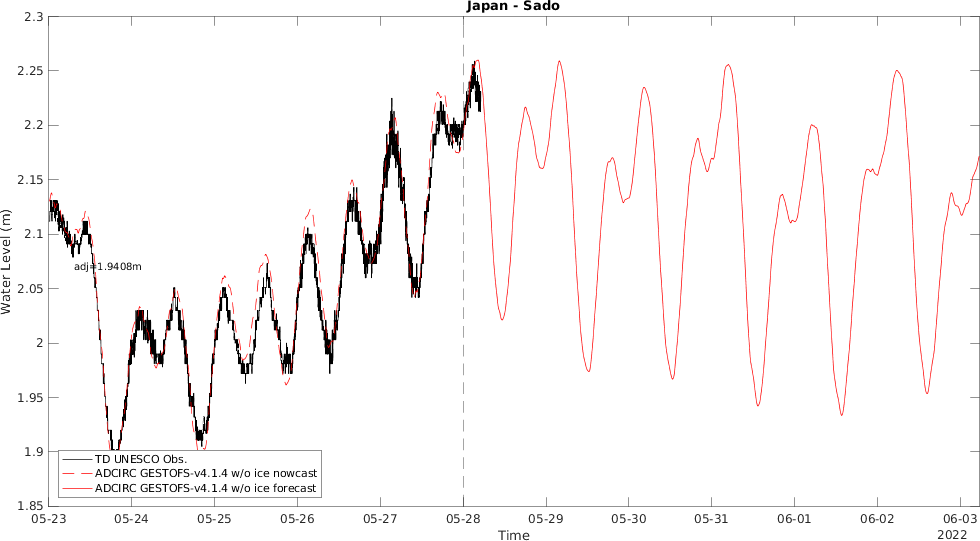 Japan - Sado
2.3
2.25
2.2
2.15
2.1
2.05
2
1.95
1.9
1.85
Water Level (m)
adj=1.9408m
TD UNESCO Obs.
ADCIRC GESTOFS-v4.1.4 w/o ice nowcast
ADCIRC GESTOFS-v4.1.4 w/o ice forecast
05-23 05-24 05-25 05-26 05-27 05-28 05-29 05-30 05-31 06-01 06-02 06-03
Time
2022